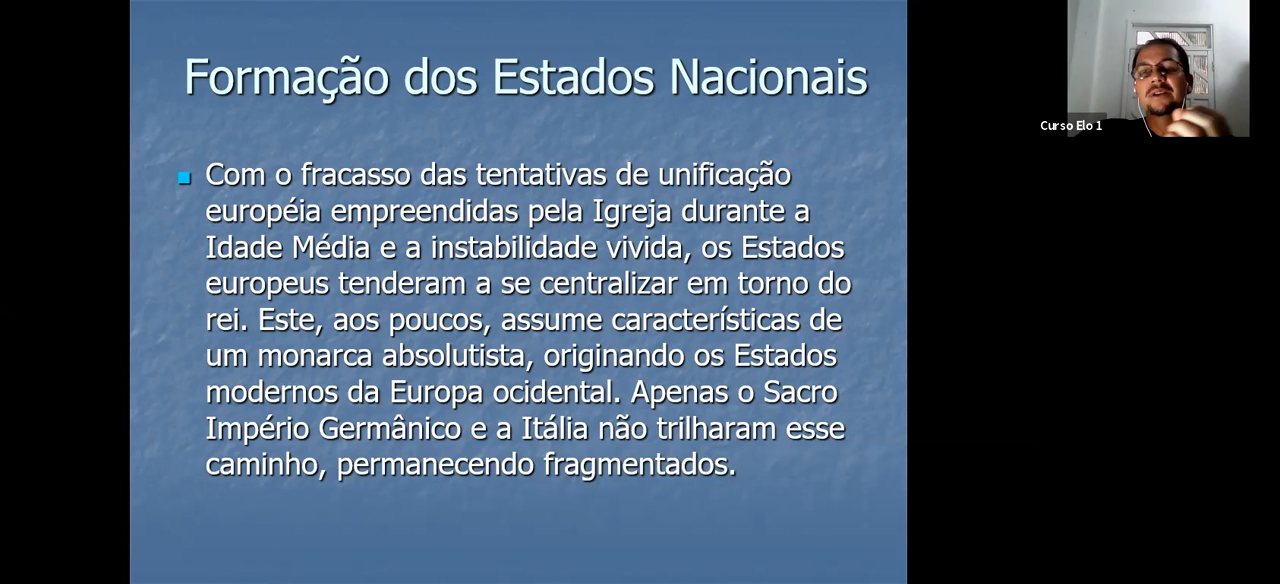 Formação dos Estados Nacionais
Com o fracasso das tentativas de unificação
européia empreendidas pela Igreja durante a
Idade Média e a instabilidade vivida, os Estados
europeus tenderam a se centralizar em torno do
rei. Este, aos poucos, assume características de
um monarca absolutista, originando os Estados
modernos da Europa ocidental. Apenas o Sacro
Império Germânico e a Itália não trilharam esse
caminho, permanecendo fragmentados.
Curso Elo 1